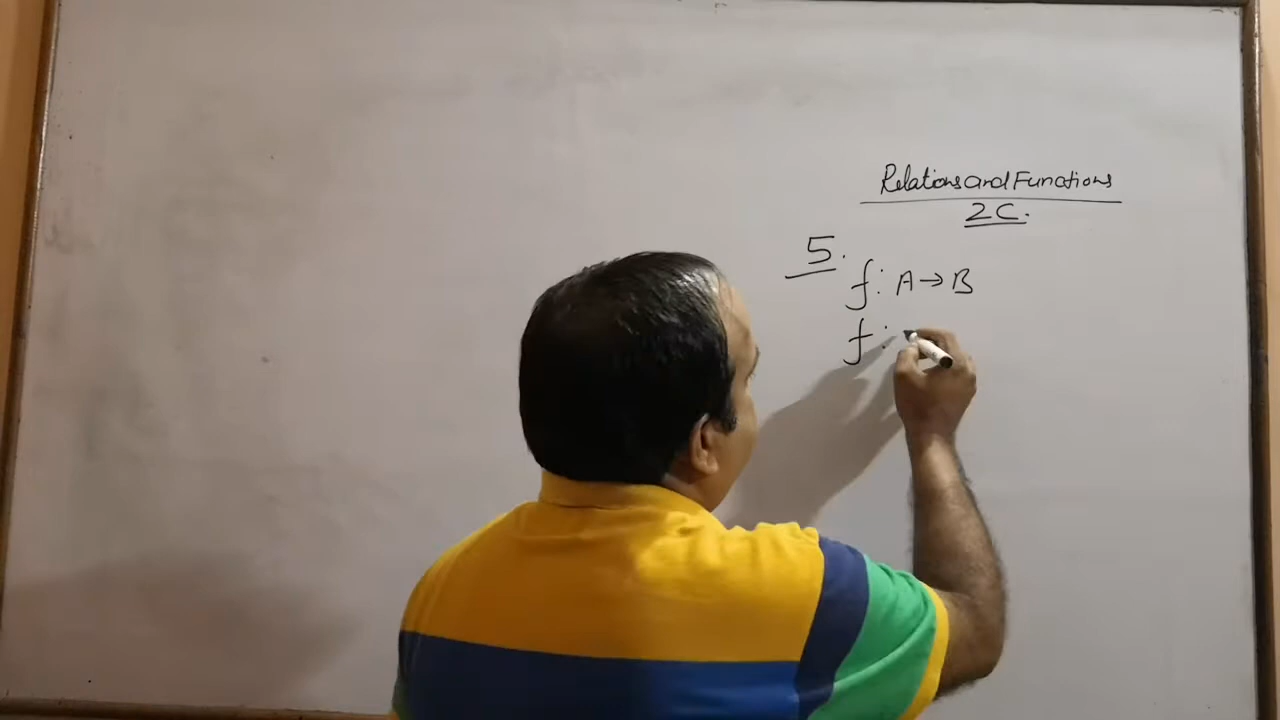 Relations and Functions
2C.
5.
f: A→B
f: